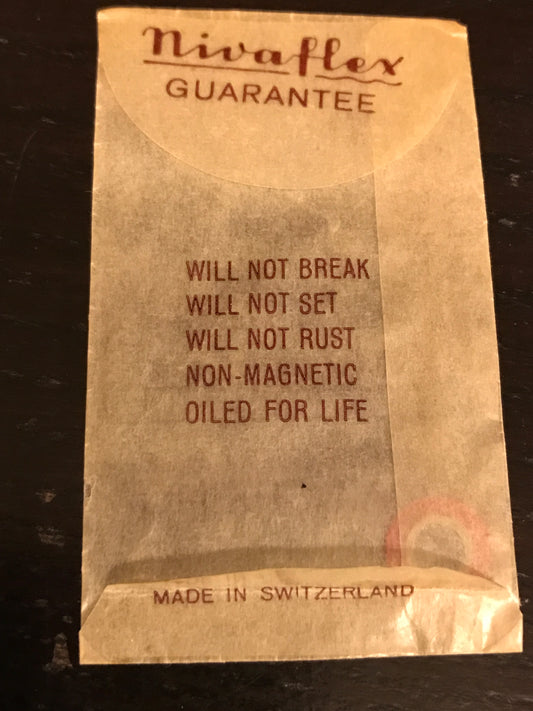 Nivaflex
GUARANTEE
WILL NOT BREAK
WILL NOT SET
WILL NOT RUST
NON-MAGNETIC
OILED FOR LIFE
MADE IN SWITZERLAND